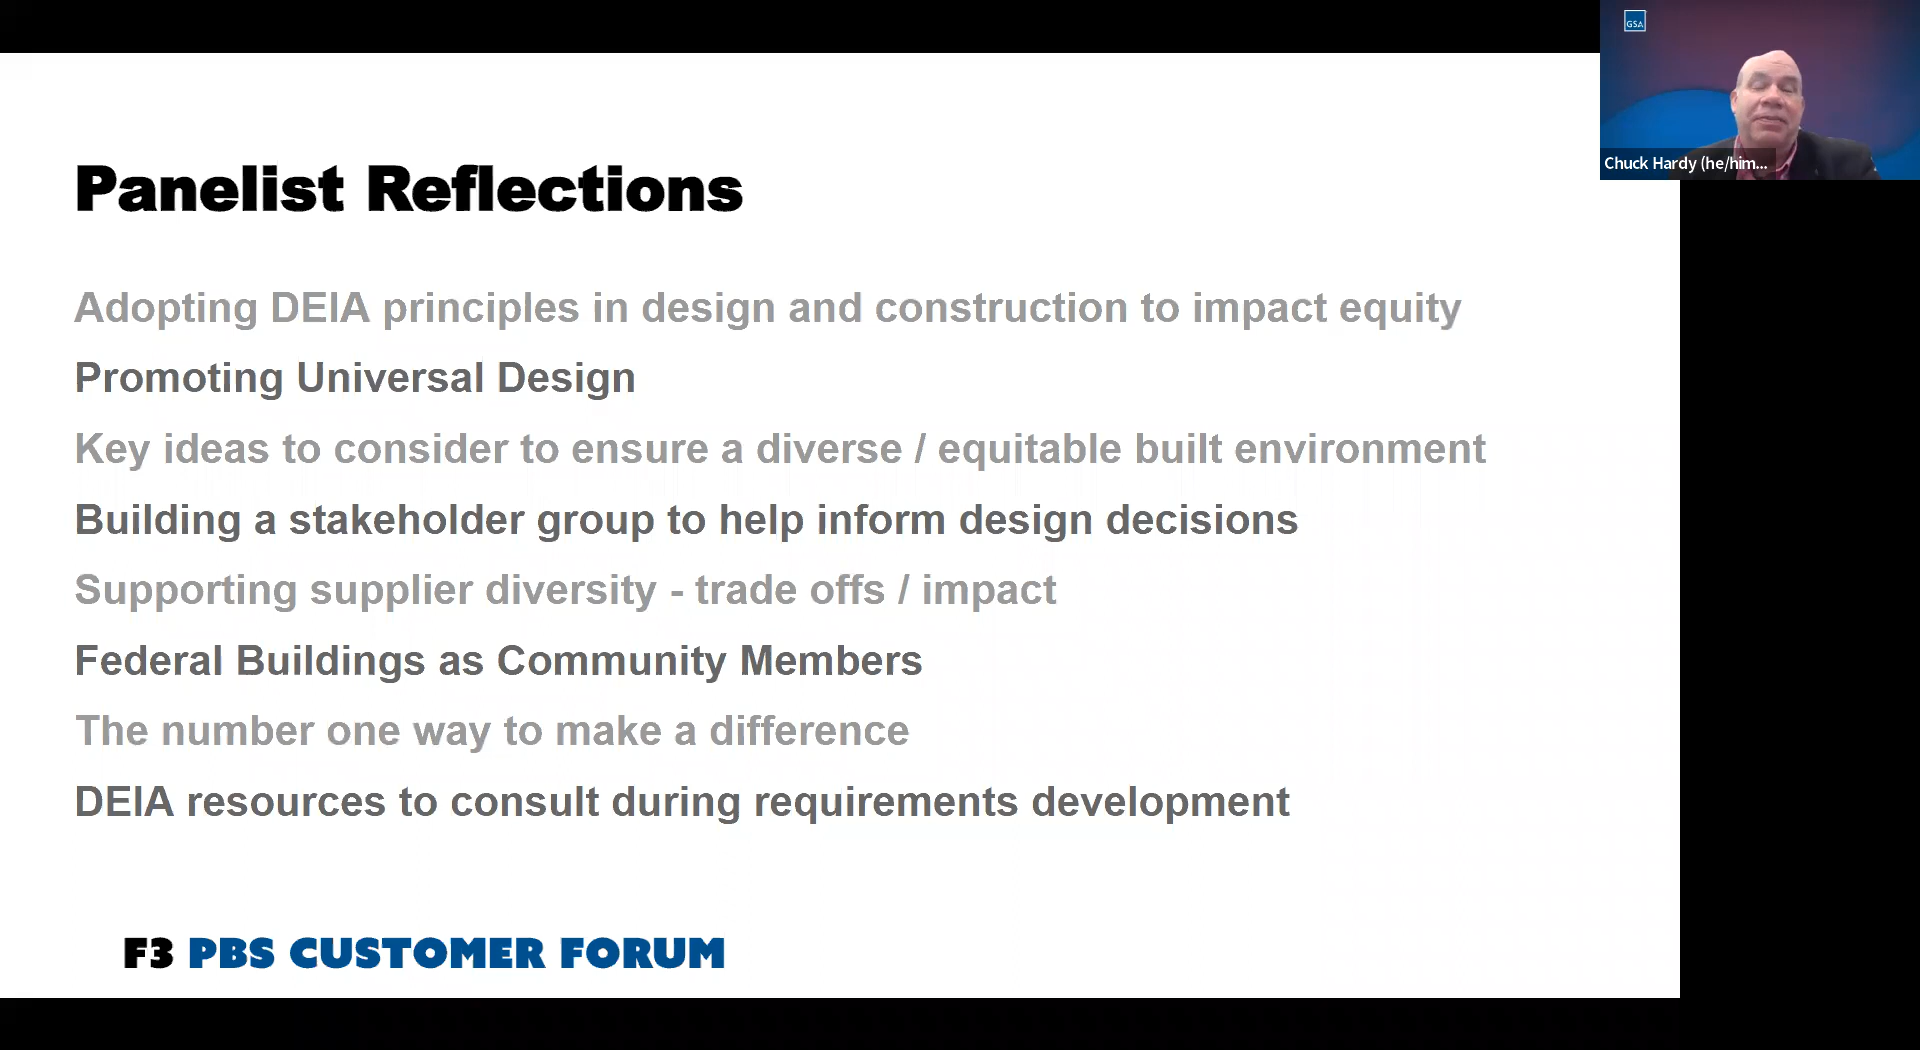 GSA
Chuck Hardy (he/him...
Panelist Reflections
Adopting DEIA principles in design and construction to impact equity
Promoting Universal Design
Key ideas to consider to ensure a diverse / equitable built environment
Building a stakeholder group to help inform design decisions
Supporting supplier diversity - trade offs / impact
Federal Buildings as Community Members
The number one way to make a difference
DEIA resources to consult during requirements development
F3 PBS CUSTOMER FORUM